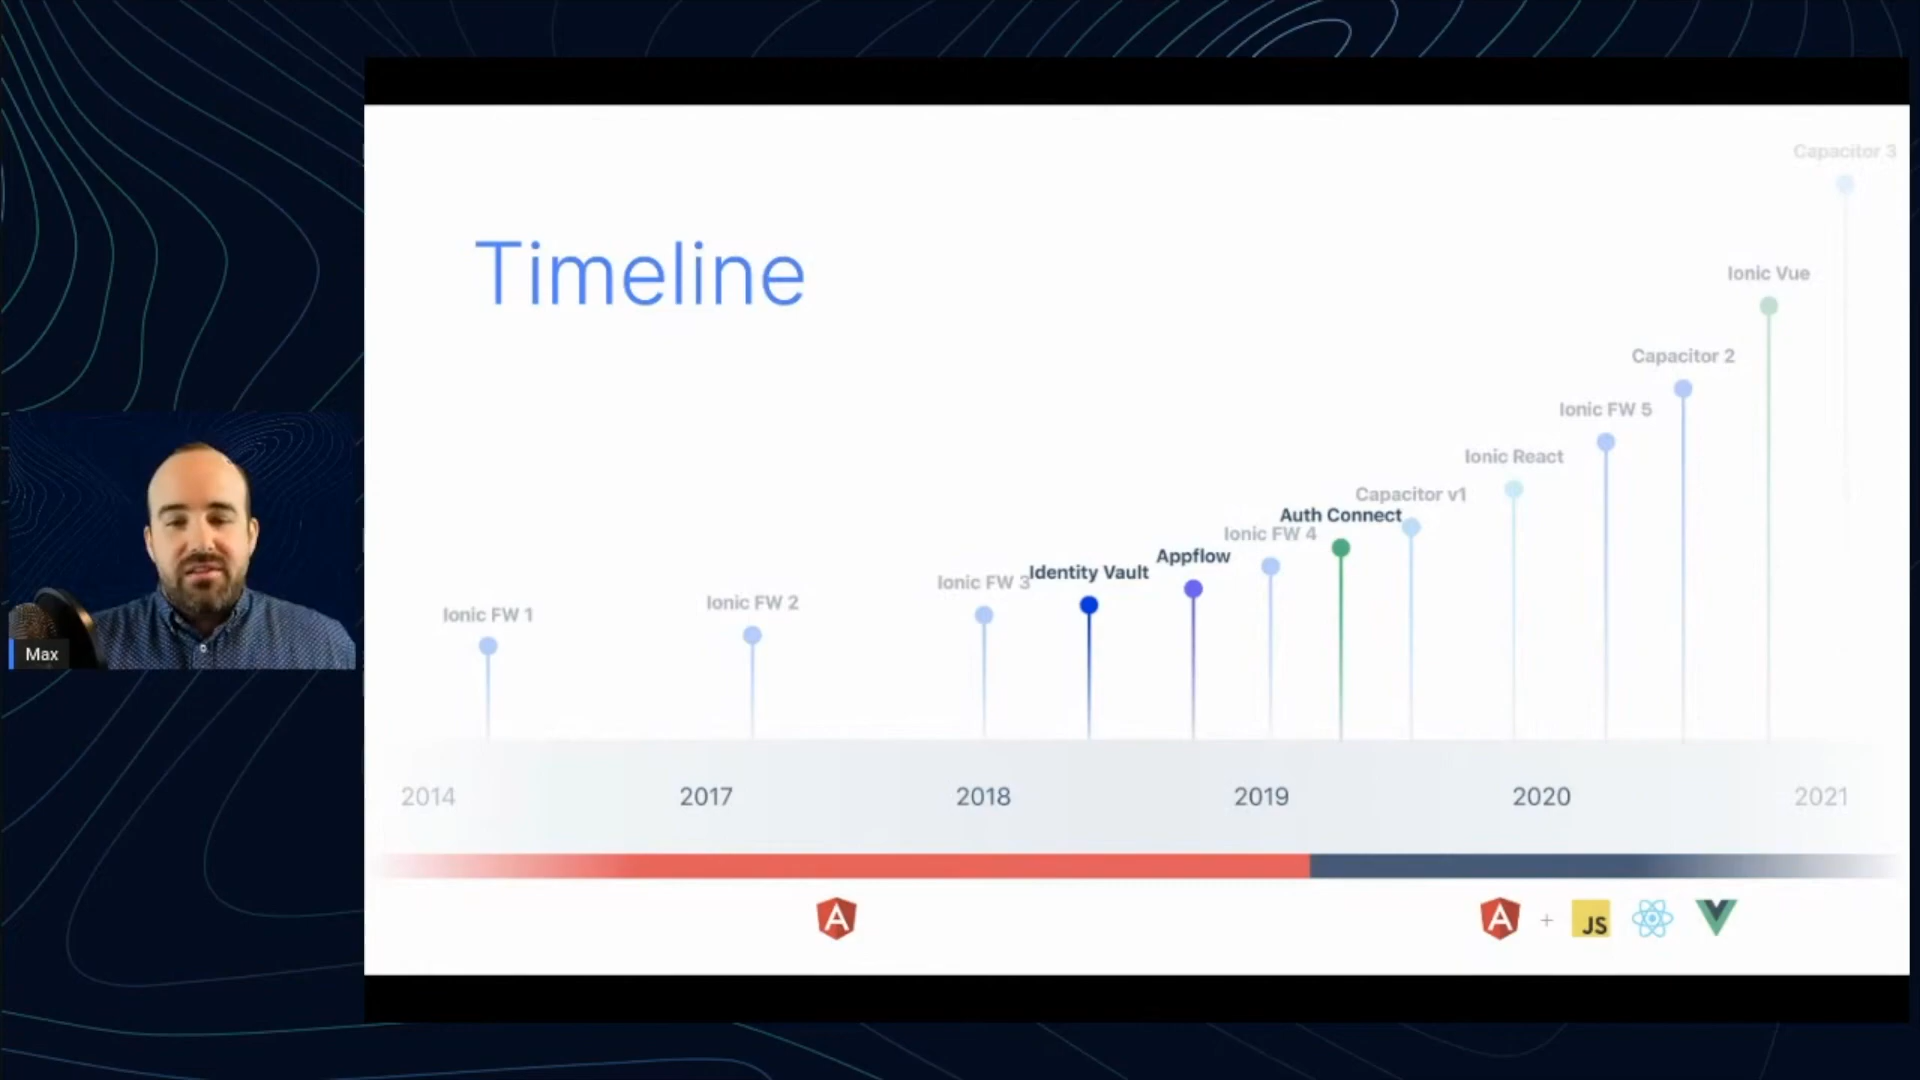 Capacitor 3
Timeline
Ionic Vue
Capacitor 2
Ionic FW 5
Ionic React
Capacitor v1
Auth Connect
Ionic FW 4
Appflow
Identity Vault
Ionic FW 3
Ionic FW 2
Ionic FW 1
Max
2014 2017 2018 2019 2020 2021
A A + JS